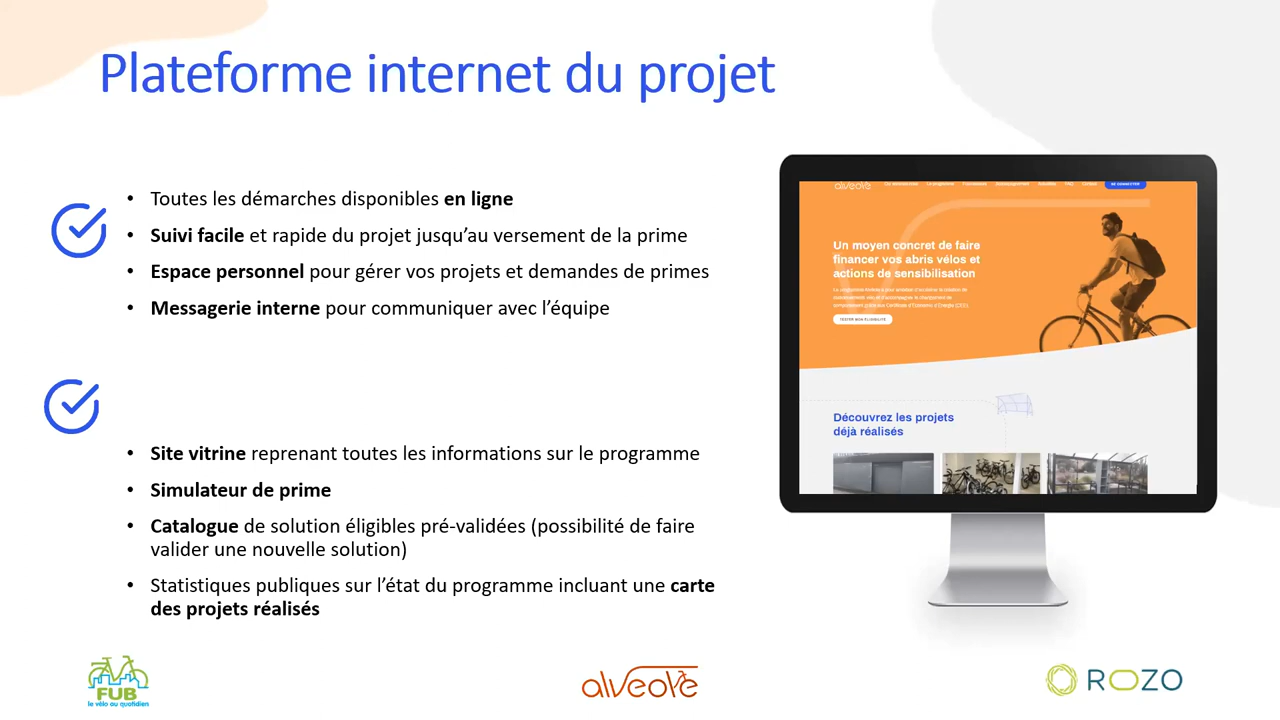 Plateforme internet du projet
• Toutes les démarches disponibles en ligne
• Suivi facile et rapide du projet jusqu’au versement de la prime
• Espace personnel pour gérer vos projets et demandes de primes
• Messagerie interne pour communiquer avec l’équipe
• Site vitrine reprenant toutes les informations sur le programme
• Simulateur de prime
• Catalogue de solution éligibles pré-validées (possibilité de faire
valider une nouvelle solution)
• Statistiques publiques sur l’état du programme incluant une carte
des projets réalisés
alveole
SE CONNECTER
Un moyen concret de faire
financer vos abris vélos et
actions de sensibilisation
TESTER MON ÉLIGIBILITÉ
Découvrez les projets
déjà réalisés
FUB
le vélo au quotidien
alveole
ROZO